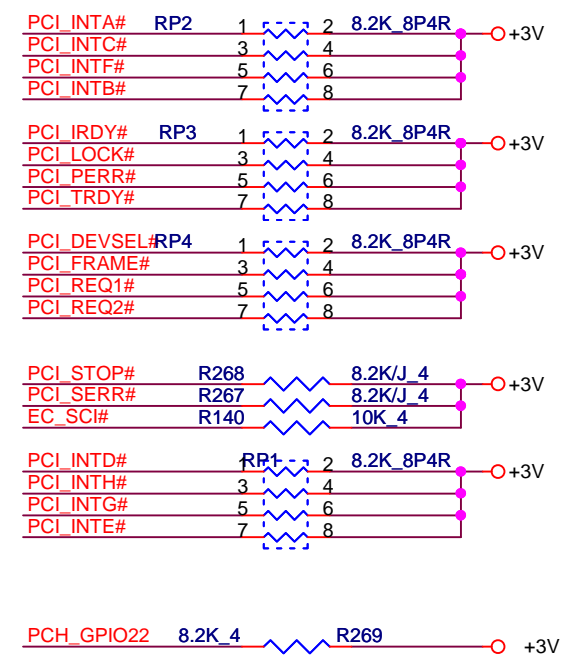 PCI_INTA# RP2 1 2 8.2K_8P4R +3V
PCI_INTC# 3 4
PCI_INTF# 5 6
PCI_INTB# 7 8
PCI_IRDY# RP3 1 2 8.2K_8P4R +3V
PCI_LOCK# 3 4
PCI_PERR# 5 6
PCI_TRDY# 7 8
PCI_DEVSEL# RP4 1 2 8.2K_8P4R +3V
PCI_FRAME# 3 4
PCI_REQ1# 5 6
PCI_REQ2# 7 8
PCI_STOP# R268 8.2K/J_4 +3V
PCI_SERR# R267 8.2K/J_4
EC_SCI# R140 10K_4
PCI_INTD# RP1 1 2 8.2K_8P4R +3V
PCI_INTH# 3 4
PCI_INTG# 5 6
PCI_INTE# 7 8
PCH_GPIO22 8.2K_4 R269 +3V